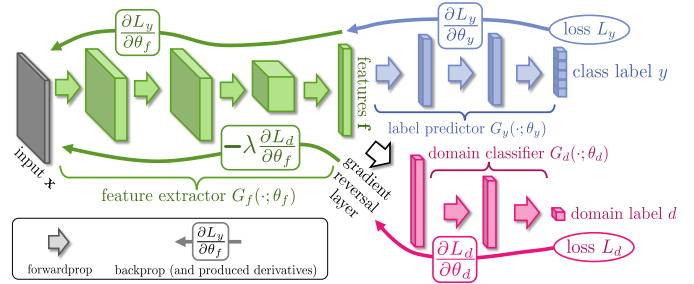 ∂L_y/∂θ_f
∂L_y/∂θ_y
loss L_y
features f
class label y
label predictor G_y(·; θ_y)
input x
−λ ∂L_d/∂θ_f
feature extractor G_f(·; θ_f)
gradient
reversal
layer
domain classifier G_d(·; θ_d)
domain label d
∂L_d/∂θ_d
loss L_d
forwardprop
∂L_y/∂θ_f
backprop (and produced derivatives)